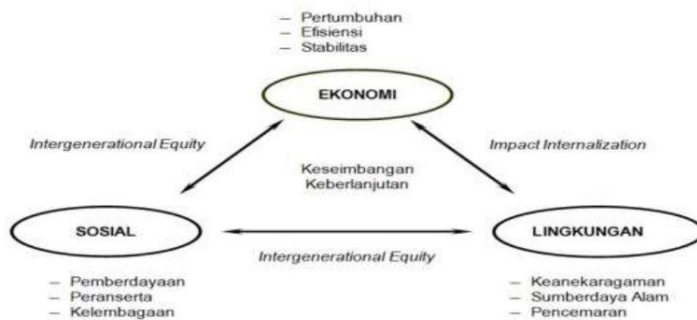 – Pertumbuhan
– Efisiensi
– Stabilitas
EKONOMI
Intergenerational Equity
Impact Internalization
Keseimbangan
Keberlanjutan
SOSIAL
LINGKUNGAN
Intergenerational Equity
– Pemberdayaan
– Peranserta
– Kelembagaan
– Keanekaragaman
– Sumberdaya Alam
– Pencemaran